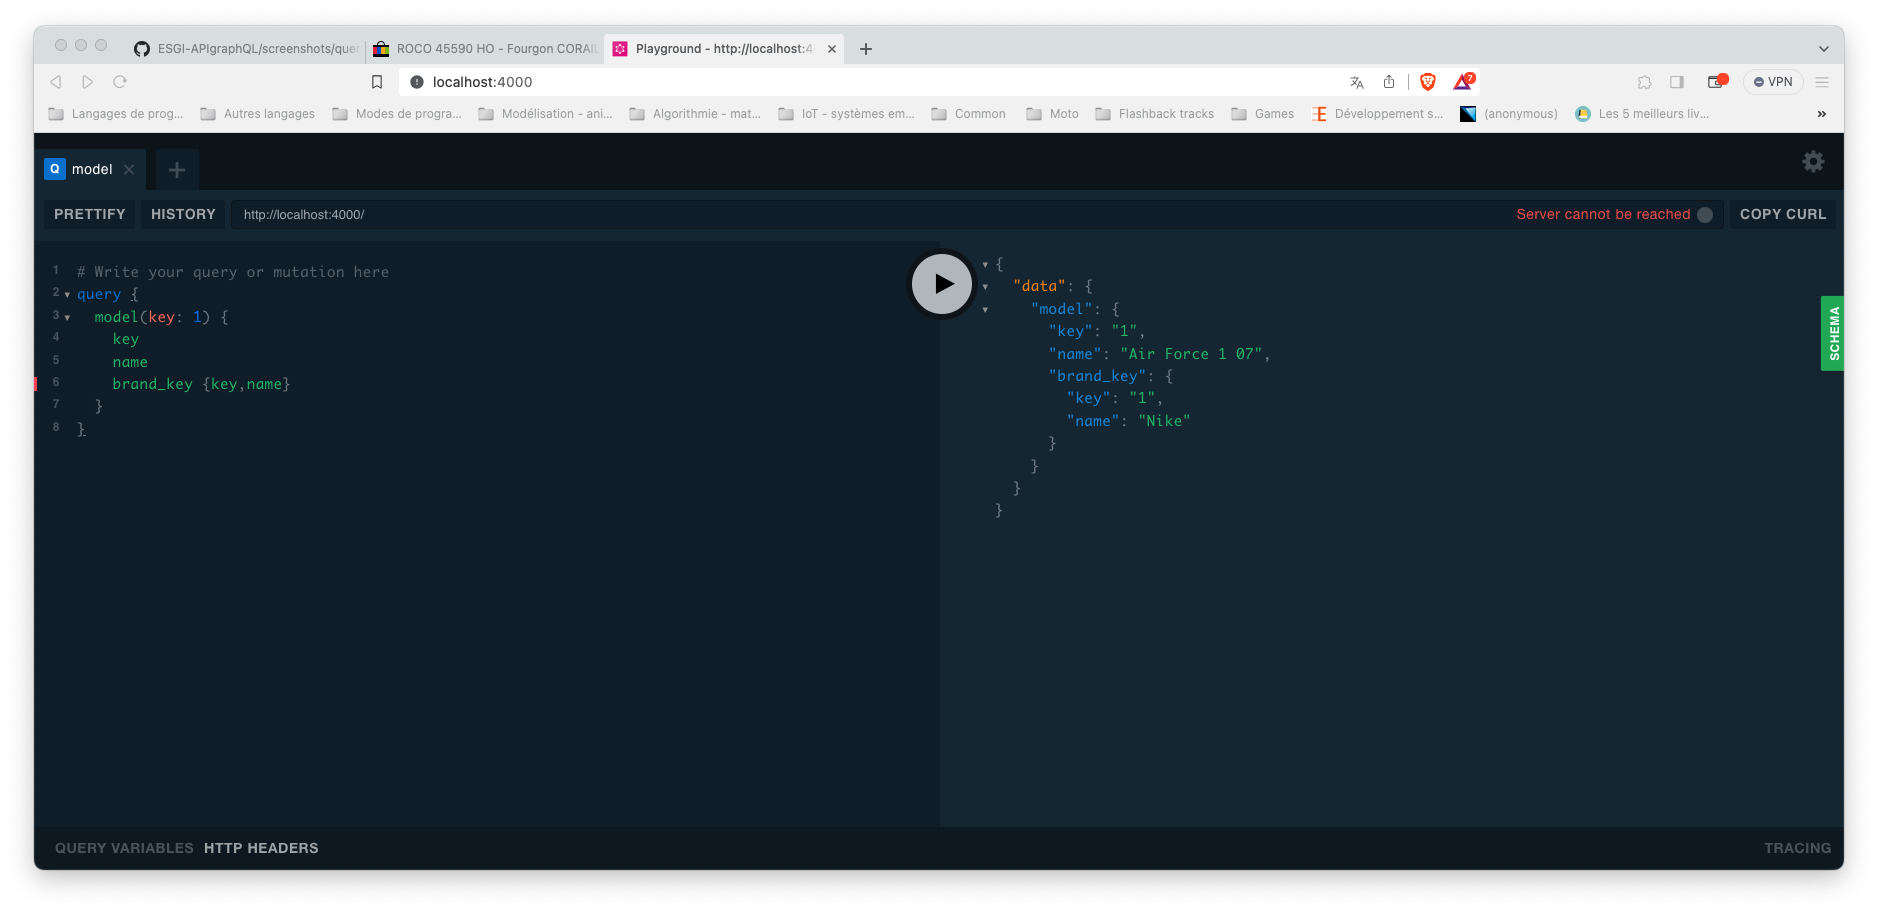 ESGI-APIgraphQL/screenshots/quer
ROCO 45590 HO - Fourgon CORAIL
Playground - http://localhost:4
localhost:4000
7
VPN
Langages de prog...
Autres langages
Modes de progra...
Modélisation - ani...
Algorithmie - mat...
IoT - systèmes em...
Common
Moto
Flashback tracks
Games
Développement s...
(anonymous)
Les 5 meilleurs liv...
»
Q model
PRETTIFY
HISTORY
http://localhost:4000/
Server cannot be reached
COPY CURL
1 # Write your query or mutation here
2 query {
3 model(key: 1) {
4 key
5 name
6 brand_key {key,name}
7 }
8 }
{
"data": {
"model": {
"key": "1",
"name": "Air Force 1 07",
"brand_key": {
"key": "1",
"name": "Nike"
}
}
}
}
SCHEMA
QUERY VARIABLES
HTTP HEADERS
TRACING